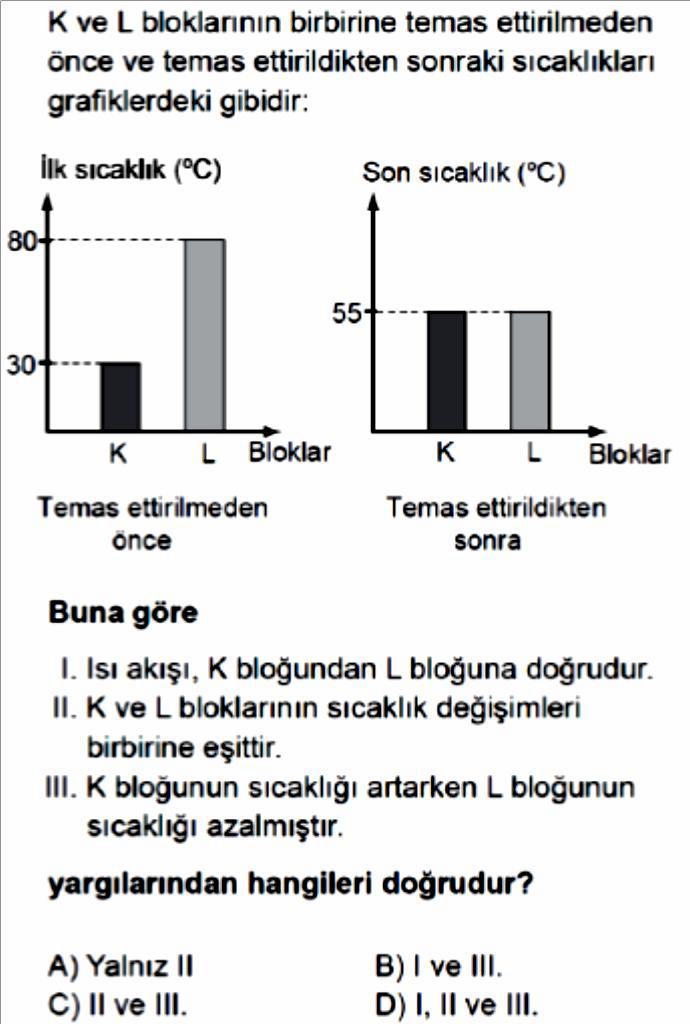 K ve L bloklarının birbirine temas ettirilmeden
önce ve temas ettirildikten sonraki sıcaklıkları
grafiklerdeki gibidir:
İlk sıcaklık (ºC)
80
30
K L Bloklar
Temas ettirilmeden
önce
Son sıcaklık (ºC)
55
K L Bloklar
Temas ettirildikten
sonra
Buna göre
I. Isı akışı, K bloğundan L bloğuna doğrudur.
II. K ve L bloklarının sıcaklık değişimleri
birbirine eşittir.
III. K bloğunun sıcaklığı artarken L bloğunun
sıcaklığı azalmıştır.
yargılarından hangileri doğrudur?
A) Yalnız II B) I ve III.
C) II ve III. D) I, II ve III.